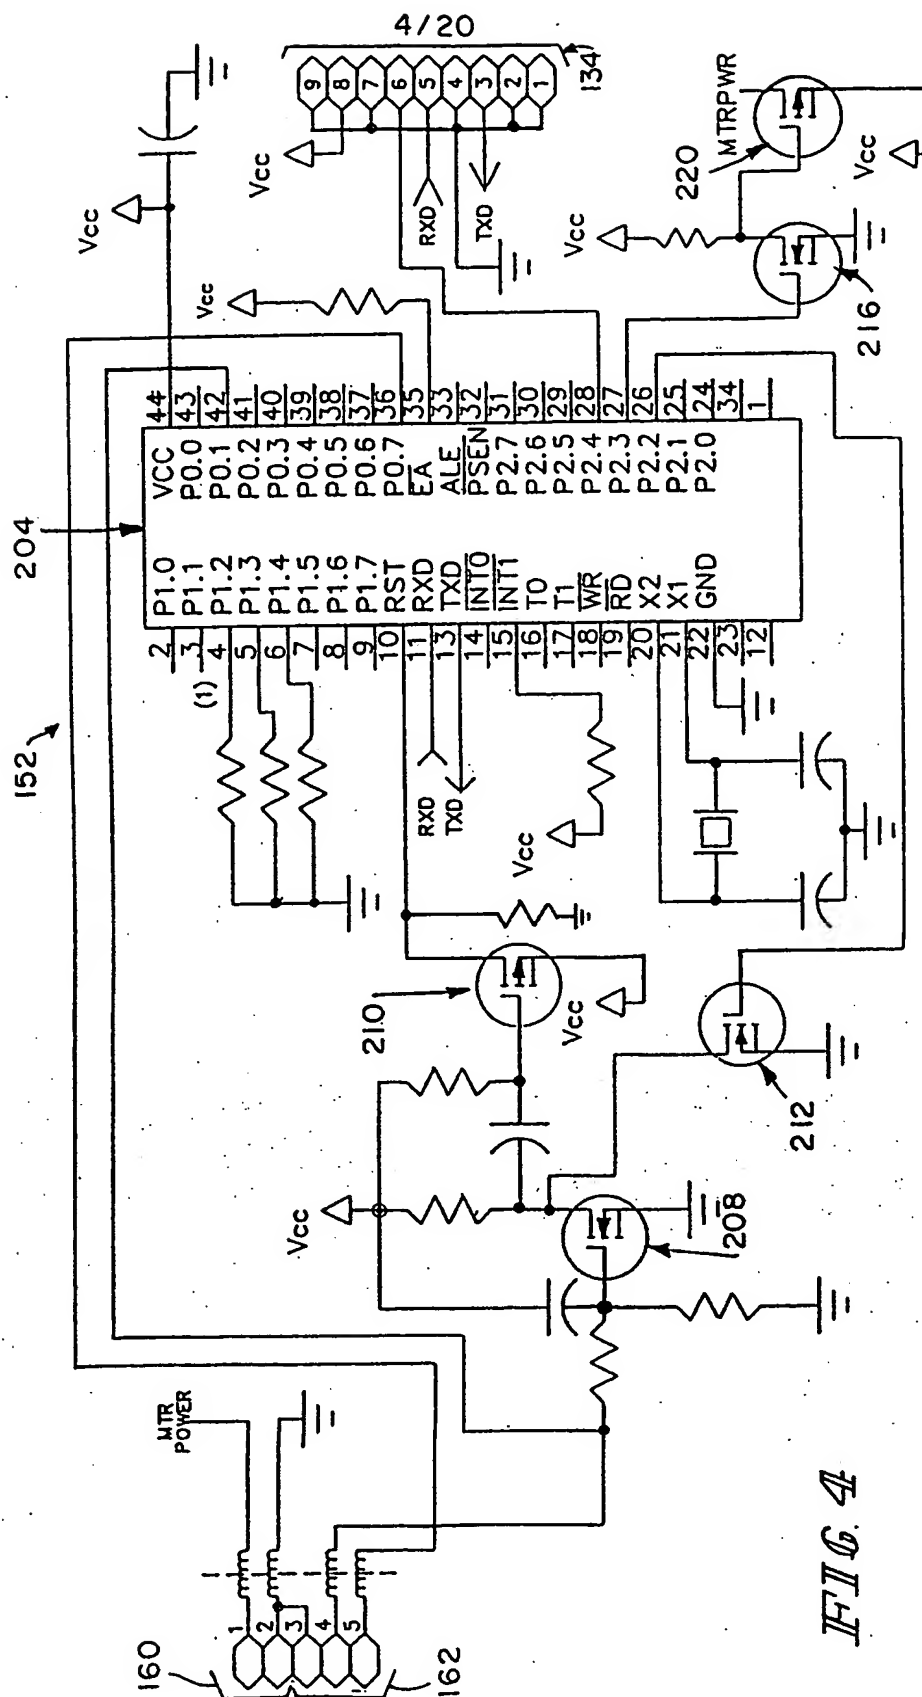 4/20
9 8 7 6 5 4 3 2 1
134
Vcc
Vcc
RXD
TXD
Vcc
MTRPWR
220
Vcc
Vcc
216
152
204
44 43 42 41 40 39 38 37 36 35 33 32 31 30 29 28 27 26 25 24 34 1
VCC P0.0 P0.1 P0.2 P0.3 P0.4 P0.5 P0.6 P0.7 EA ALE PSEN P2.7 P2.6 P2.5 P2.4 P2.3 P2.2 P2.1 P2.0
P1.0 P1.1 P1.2 P1.3 P1.4 P1.5 P1.6 P1.7 RST RXD TXD INT0 INT1 T0 T1 WR RD X2 X1 GND
2 3 4 5 6 7 8 9 10 11 13 14 15 16 17 18 19 20 21 22 23 12
(1)
RXD
TXD
Vcc
210
Vcc
212
Vcc
208
MTR
POWER
1 2 3 4 5
160
162
FIG. 4